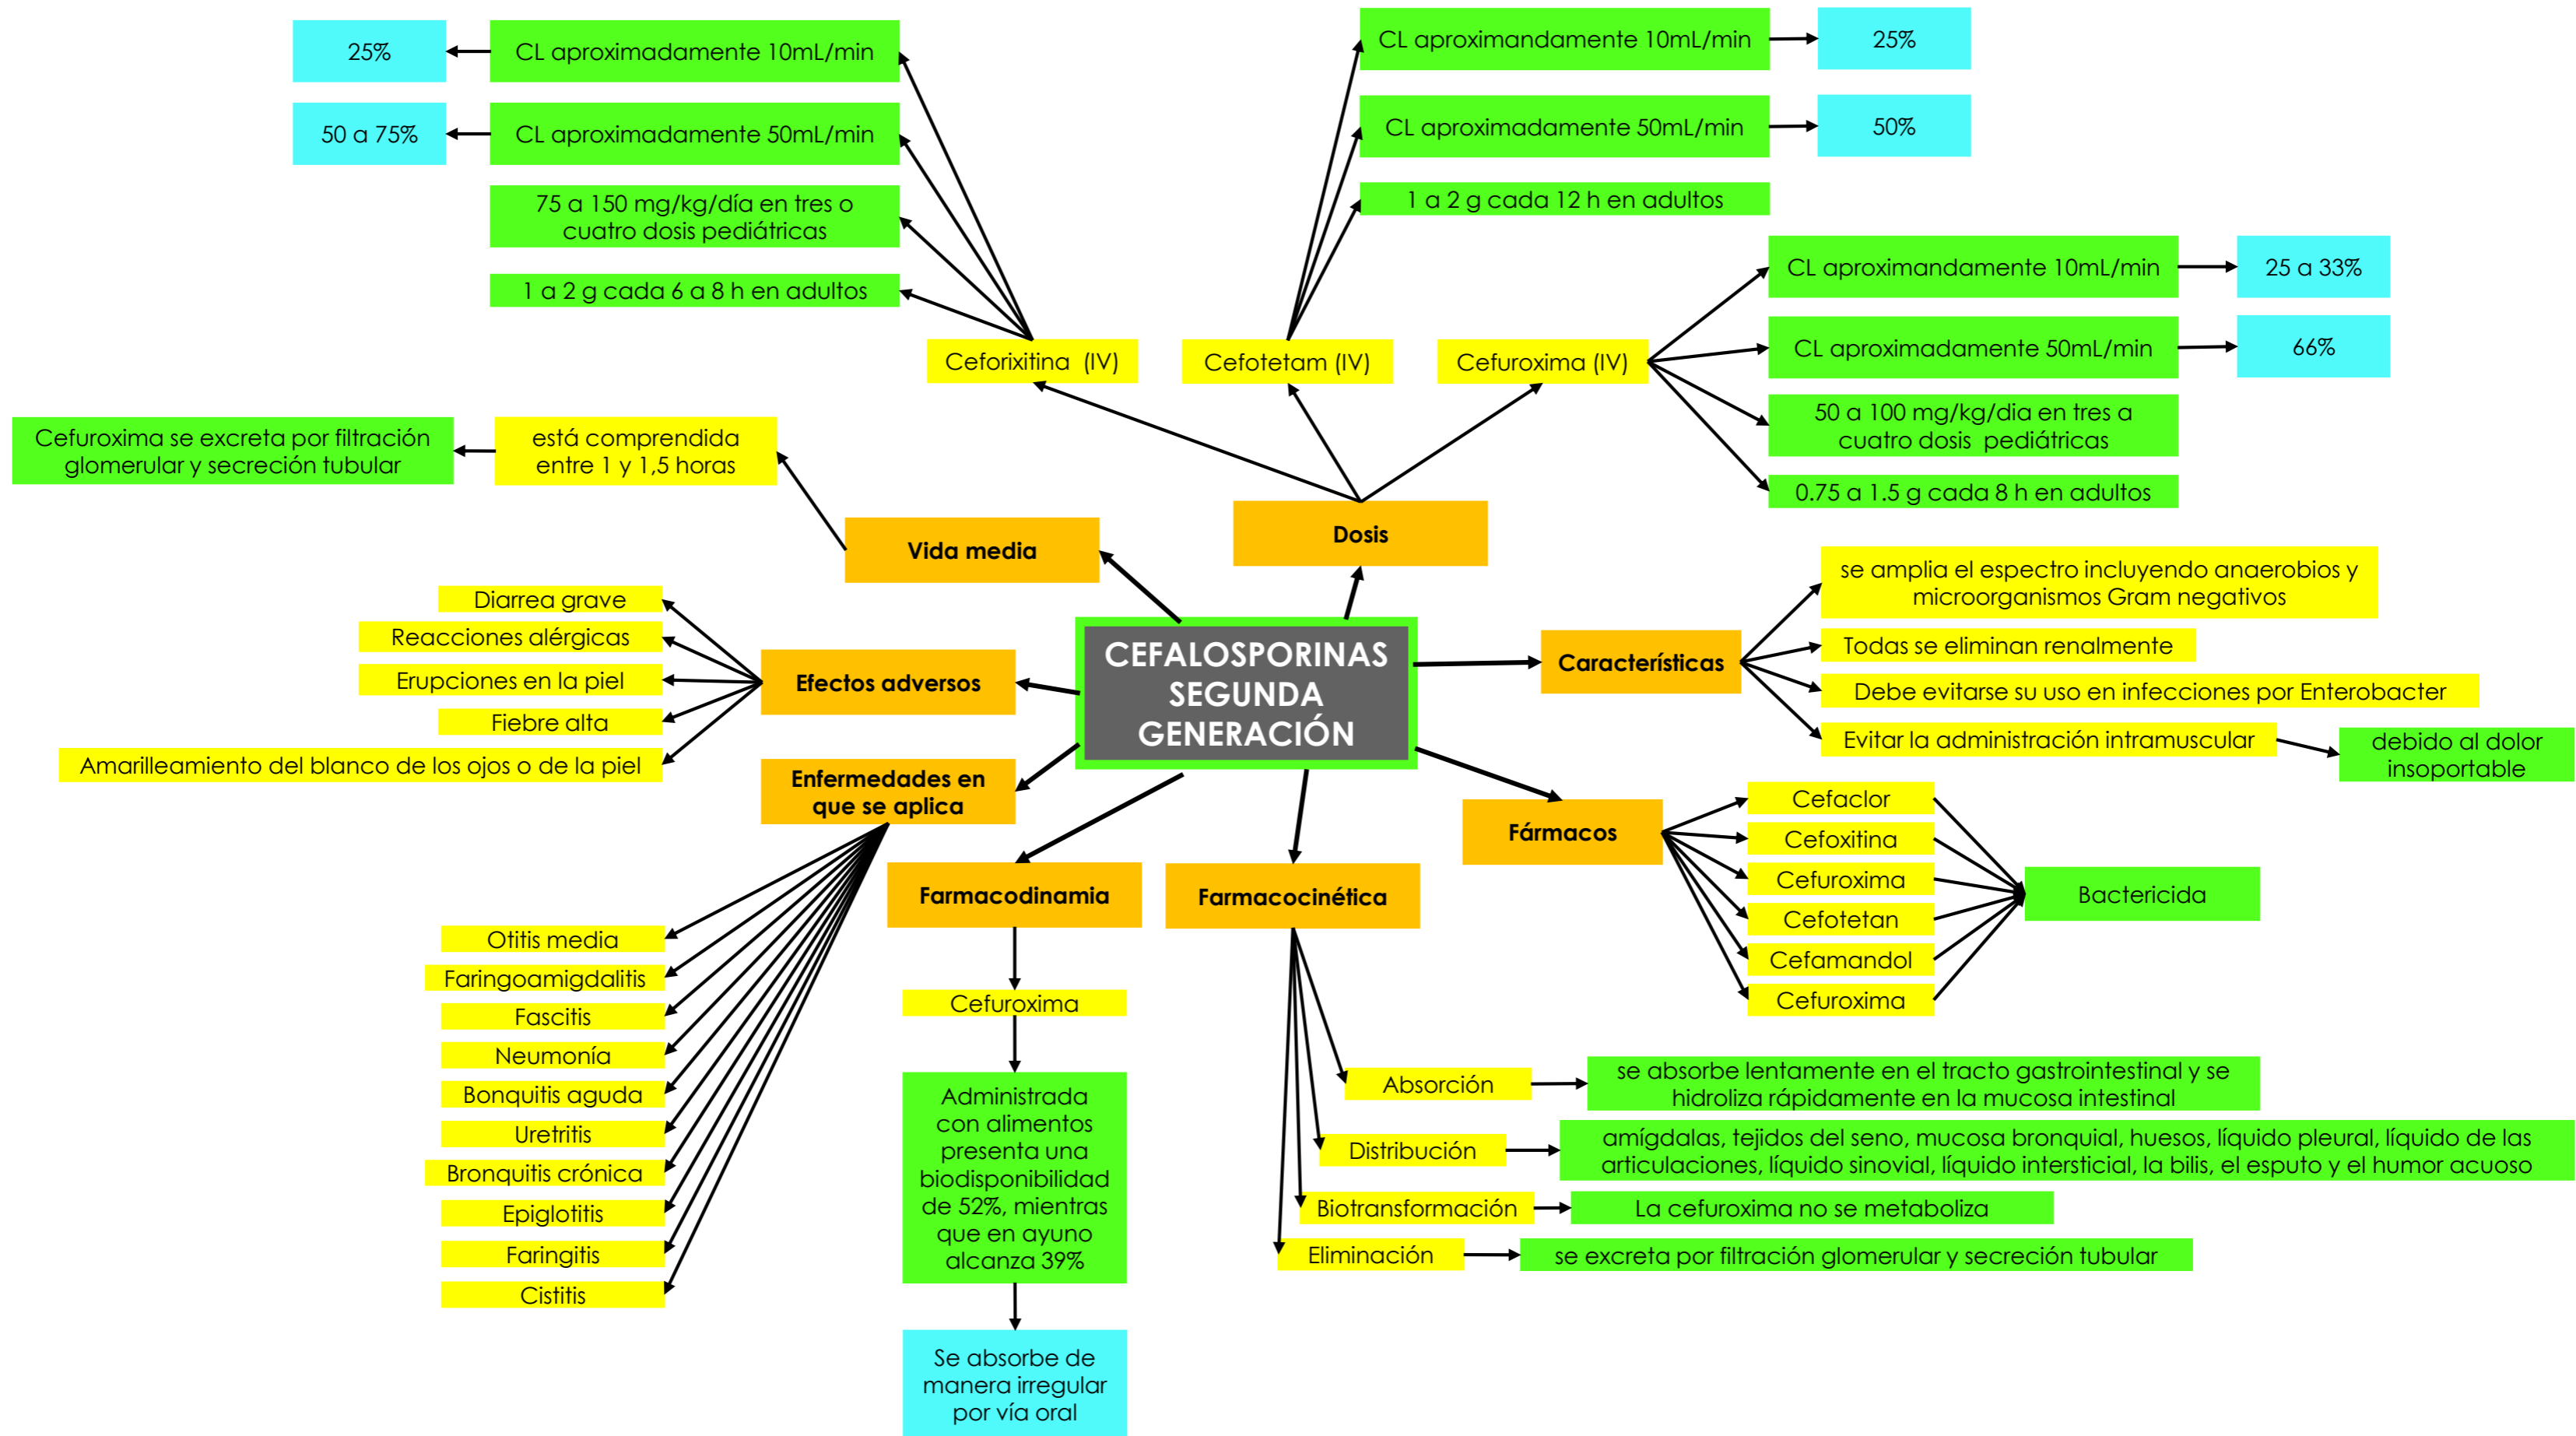 25%
CL aproximadamente 10mL/min
50 a 75%
CL aproximadamente 50mL/min
75 a 150 mg/kg/día en tres o
cuatro dosis pediátricas
1 a 2 g cada 6 a 8 h en adultos
CL aproximandamente 10mL/min
25%
CL aproximadamente 50mL/min
50%
1 a 2 g cada 12 h en adultos
CL aproximandamente 10mL/min
25 a 33%
CL aproximadamente 50mL/min
66%
50 a 100 mg/kg/dia en tres a
cuatro dosis pediátricas
0.75 a 1.5 g cada 8 h en adultos
Ceforixitina (IV)
Cefotetam (IV)
Cefuroxima (IV)
Cefuroxima se excreta por filtración
glomerular y secreción tubular
está comprendida
entre 1 y 1,5 horas
Vida media
Dosis
Diarrea grave
Reacciones alérgicas
Erupciones en la piel
Fiebre alta
Amarilleamiento del blanco de los ojos o de la piel
Efectos adversos
CEFALOSPORINAS
SEGUNDA
GENERACIÓN
Característicás
se amplia el espectro incluyendo anaerobios y
microorganismos Gram negativos
Todas se eliminan renalmente
Debe evitarse su uso en infecciones por Enterobacter
Evitar la administración intramuscular
debido al dolor
insoportable
Enfermedades en
que se aplica
Otitis media
Faringoamigdalitis
Fascitis
Neumonía
Bonquitis aguda
Uretritis
Bronquitis crónica
Epiglotitis
Faringitis
Cistitis
Farmacodinamia
Cefuroxima
Administrada
con alimentos
presenta una
biodisponibilidad
de 52%, mientras
que en ayuno
alcanza 39%
Se absorbe de
manera irregular
por vía oral
Farmacocinética
Absorción
se absorbe lentamente en el tracto gastrointestinal y se
hidroliza rápidamente en la mucosa intestinal
Distribución
amígdalas, tejidos del seno, mucosa bronquial, huesos, líquido pleural, líquido de las
articulaciones, líquido sinovial, líquido intersticial, la bilis, el esputo y el humor acuoso
Biotransformación
La cefuroxima no se metaboliza
Eliminación
se excreta por filtración glomerular y secreción tubular
Fármacos
Cefaclor
Cefoxitina
Cefuroxima
Cefotetan
Cefamandol
Cefuroxima
Bactericida